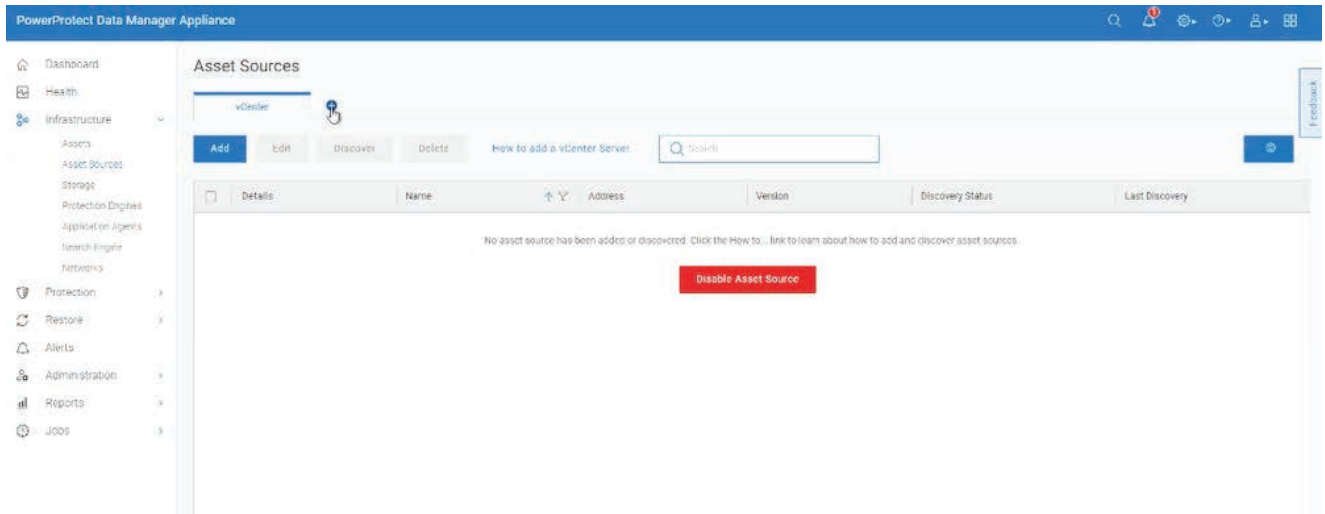 PowerProtect Data Manager Appliance
1
Dashboard
Health
Infrastructure
Assets
Asset Sources
Storage
Protection Engines
Application Agents
Search Engine
Networks
Protection
Restore
Alerts
Administration
Reports
Jobs
Asset Sources
vCenter
Add Edit Discover Delete How to add a vCenter Server Search
Details Name Address Version Discovery Status Last Discovery
No asset source has been added or discovered. Click the How to... link to learn about how to add and discover asset sources.
Disable Asset Source
Feedback